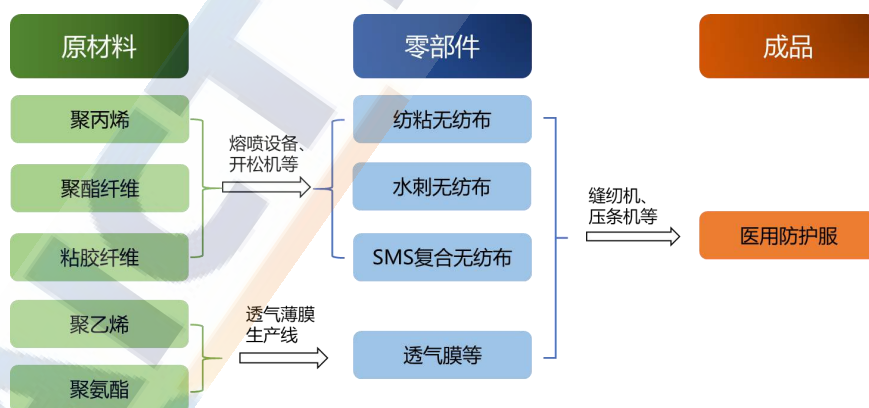 原材料
零部件
成品
聚丙烯
聚酯纤维
粘胶纤维
聚乙烯
聚氨酯
熔喷设备、
开松机等
透气薄膜
生产线
纺粘无纺布
水刺无纺布
SMS复合无纺布
透气膜等
缝纫机、
压条机等
医用防护服